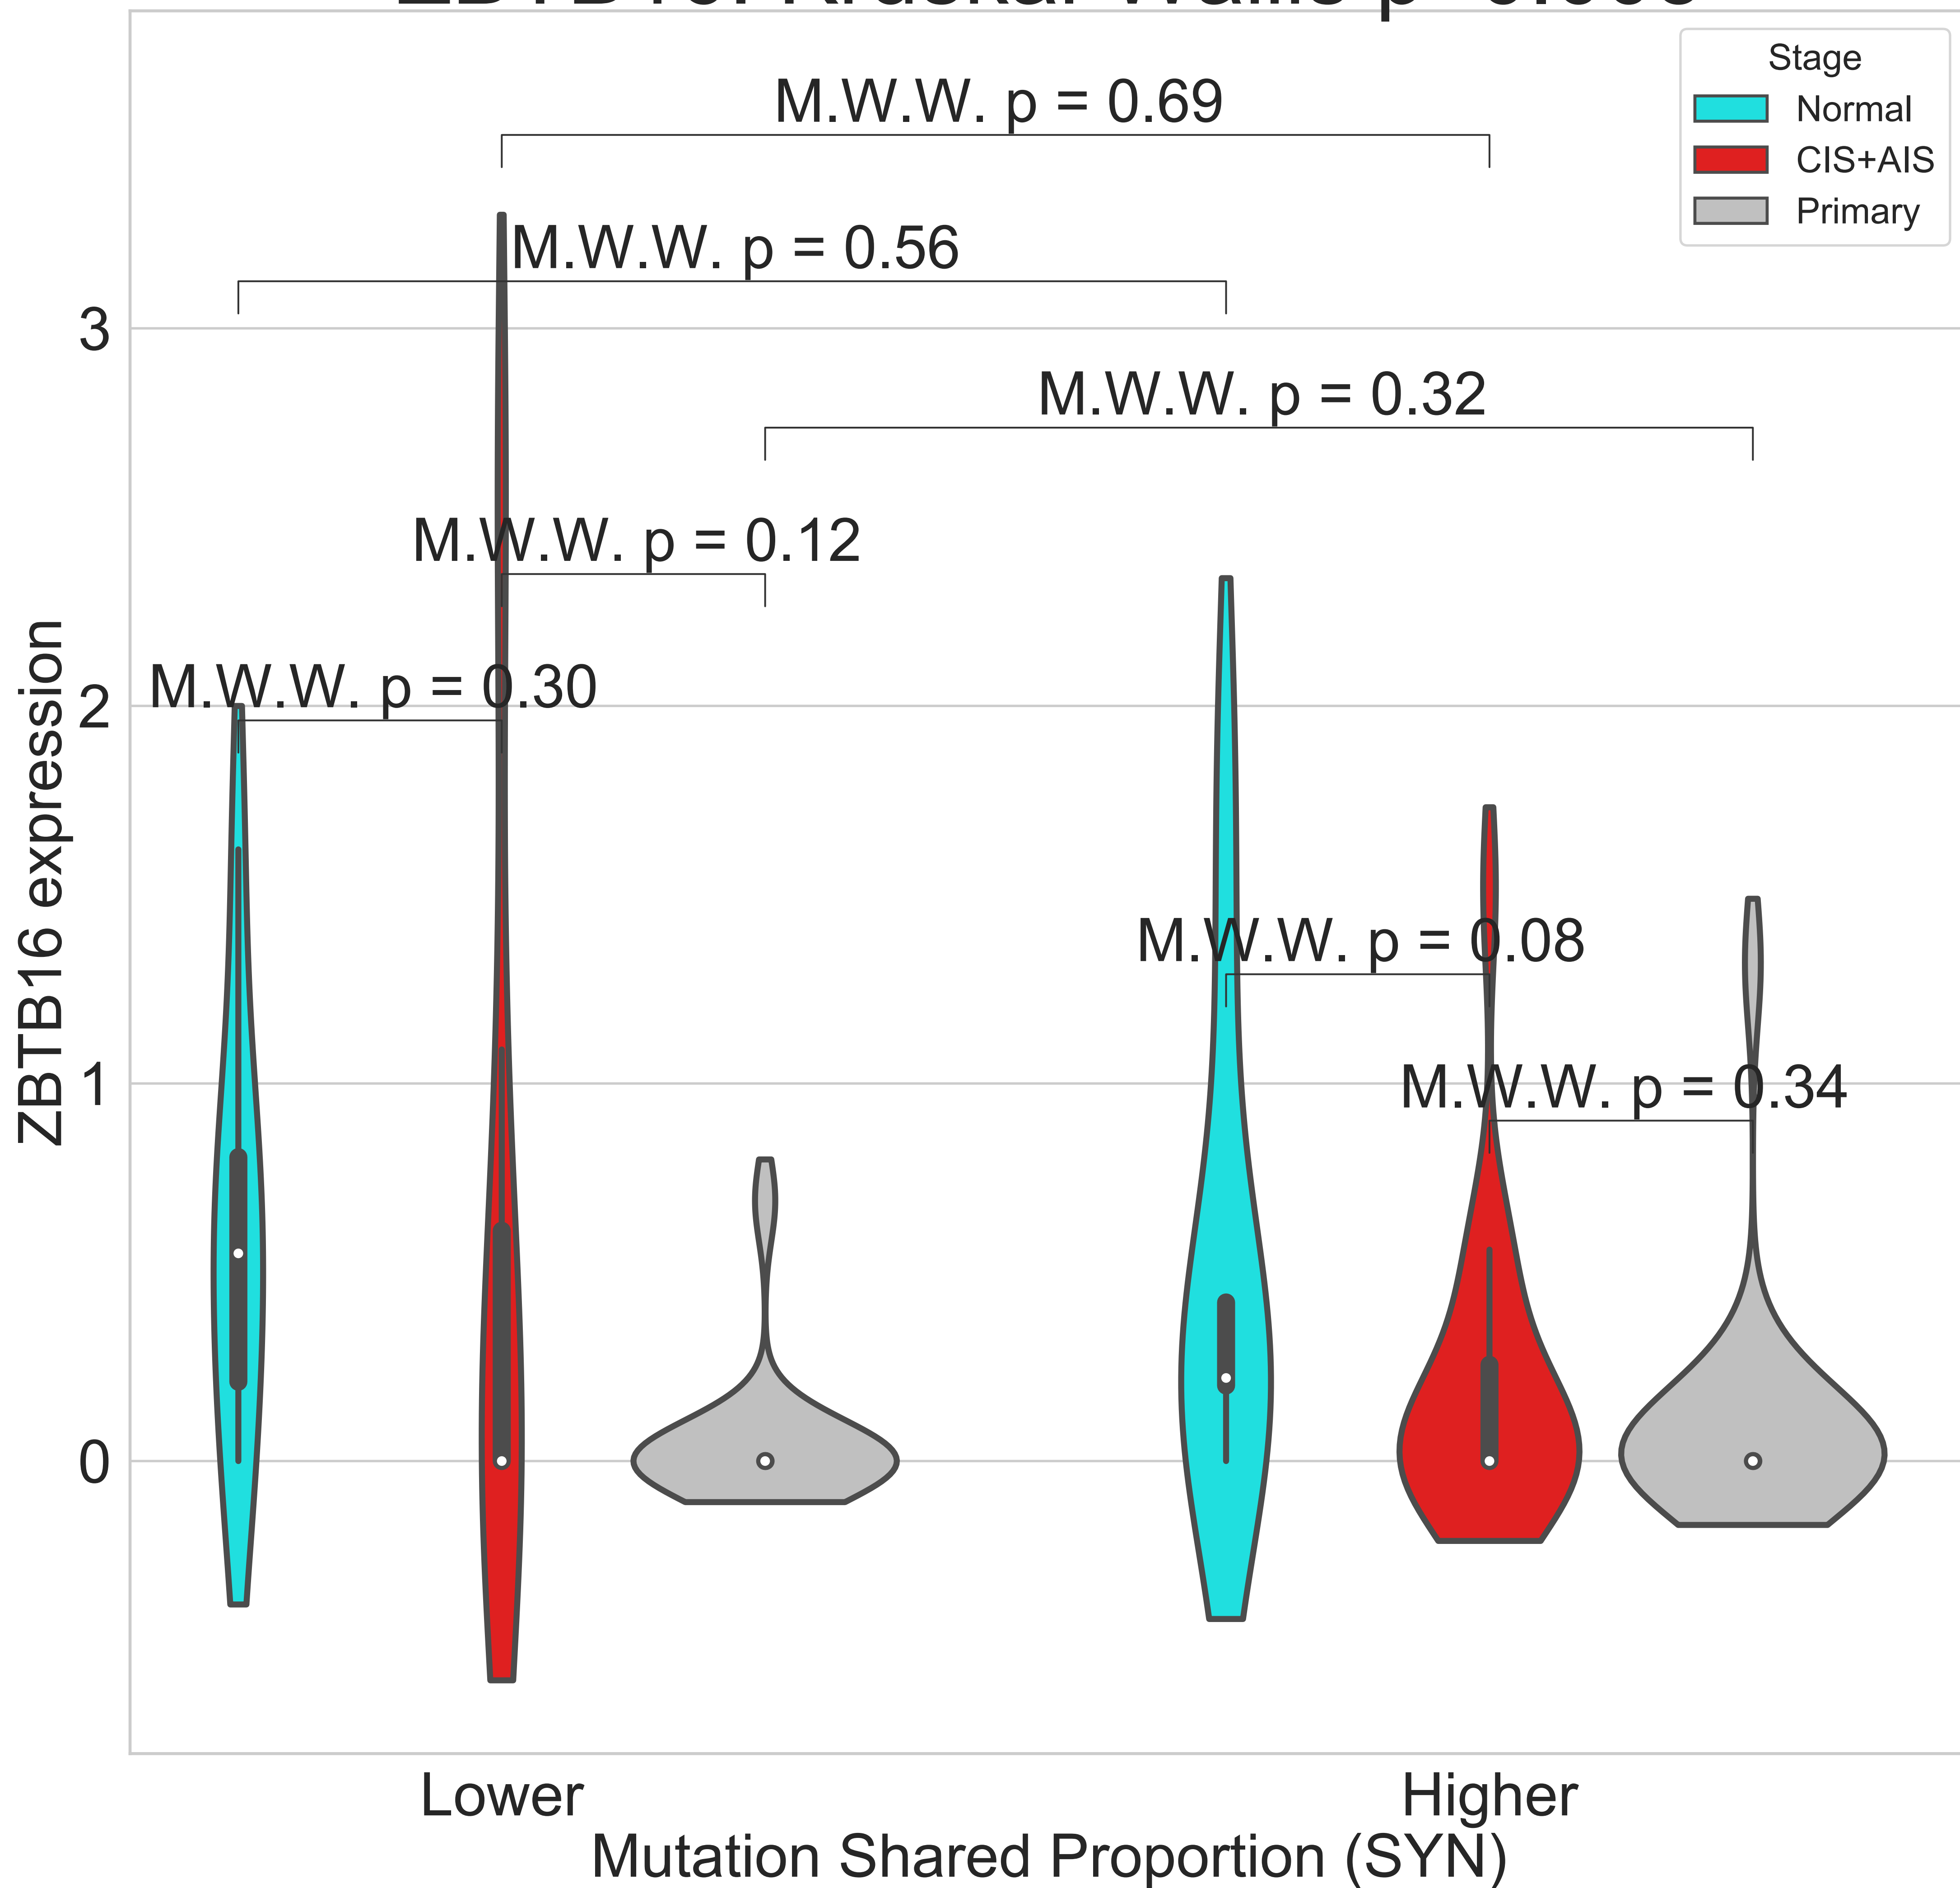 Stage
Normal
CIS+AIS
Primary
M.W.W. p = 0.69
M.W.W. p = 0.56
M.W.W. p = 0.32
M.W.W. p = 0.12
M.W.W. p = 0.30
M.W.W. p = 0.08
M.W.W. p = 0.34
3
2
1
0
ZBTB16 expression
Lower
Higher
Mutation Shared Proportion (SYN)